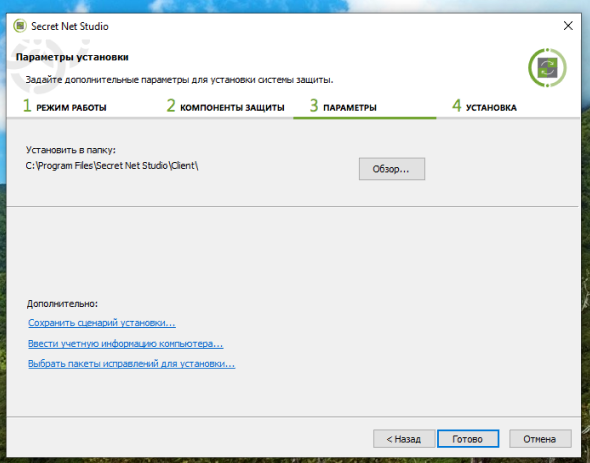 Secret Net Studio
Параметры установки
Задайте дополнительные параметры для установки системы защиты.
1 РЕЖИМ РАБОТЫ 2 КОМПОНЕНТЫ ЗАЩИТЫ 3 ПАРАМЕТРЫ 4 УСТАНОВКА
Установить в папку:
C:\Program Files\Secret Net Studio\Client\
Обзор...
Дополнительно:
Сохранить сценарий установки...
Ввести учетную информацию компьютера...
Выбрать пакеты исправлений для установки...
< Назад Готово Отмена